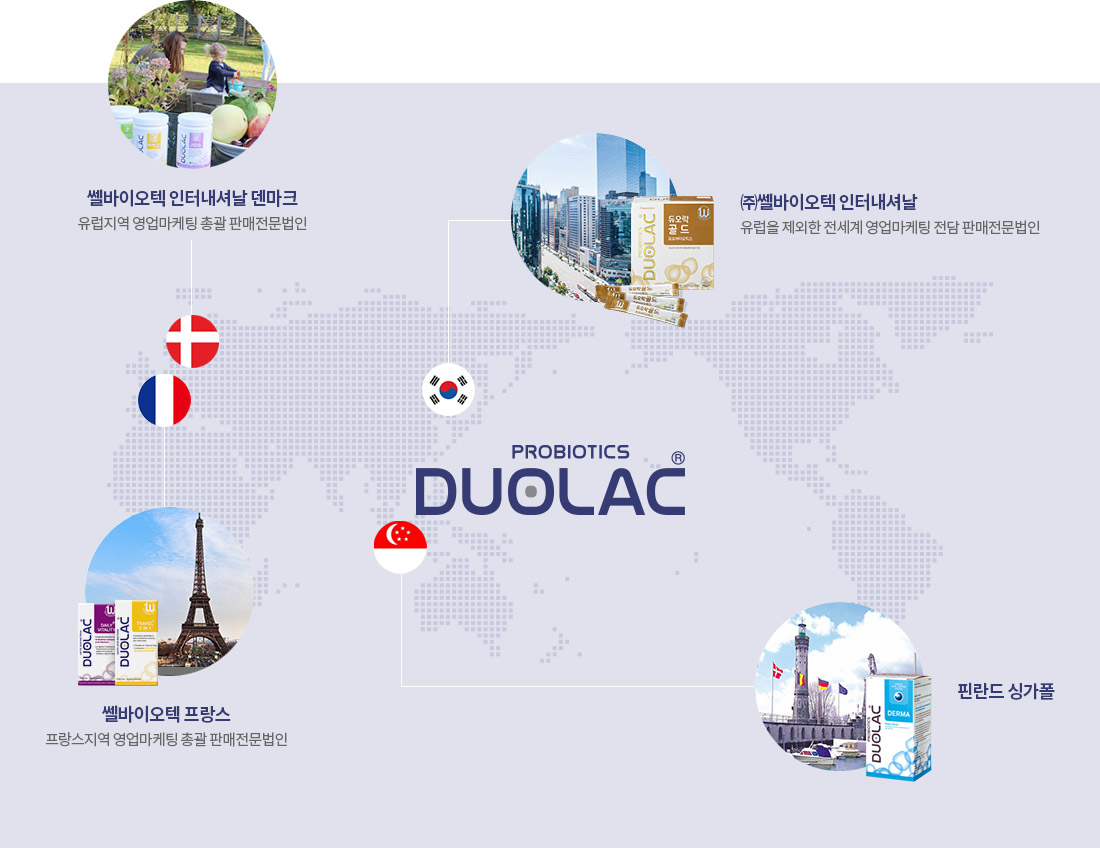 쎌바이오텍 인터내셔날 덴마크
유럽지역 영업마케팅 총괄 판매전문법인
㈜쎌바이오텍 인터내셔날
유럽을 제외한 전세계 영업마케팅 전담 판매전문법인
듀오락
골드
DUOLAC
듀오락골드
PROBIOTICS
DUOLAC®
DAILY
VITALITY
DUOLAC
DUOLAC
쎌바이오텍 프랑스
프랑스지역 영업마케팅 총괄 판매전문법인
DERMA
DUOLAC
핀란드 싱가폴